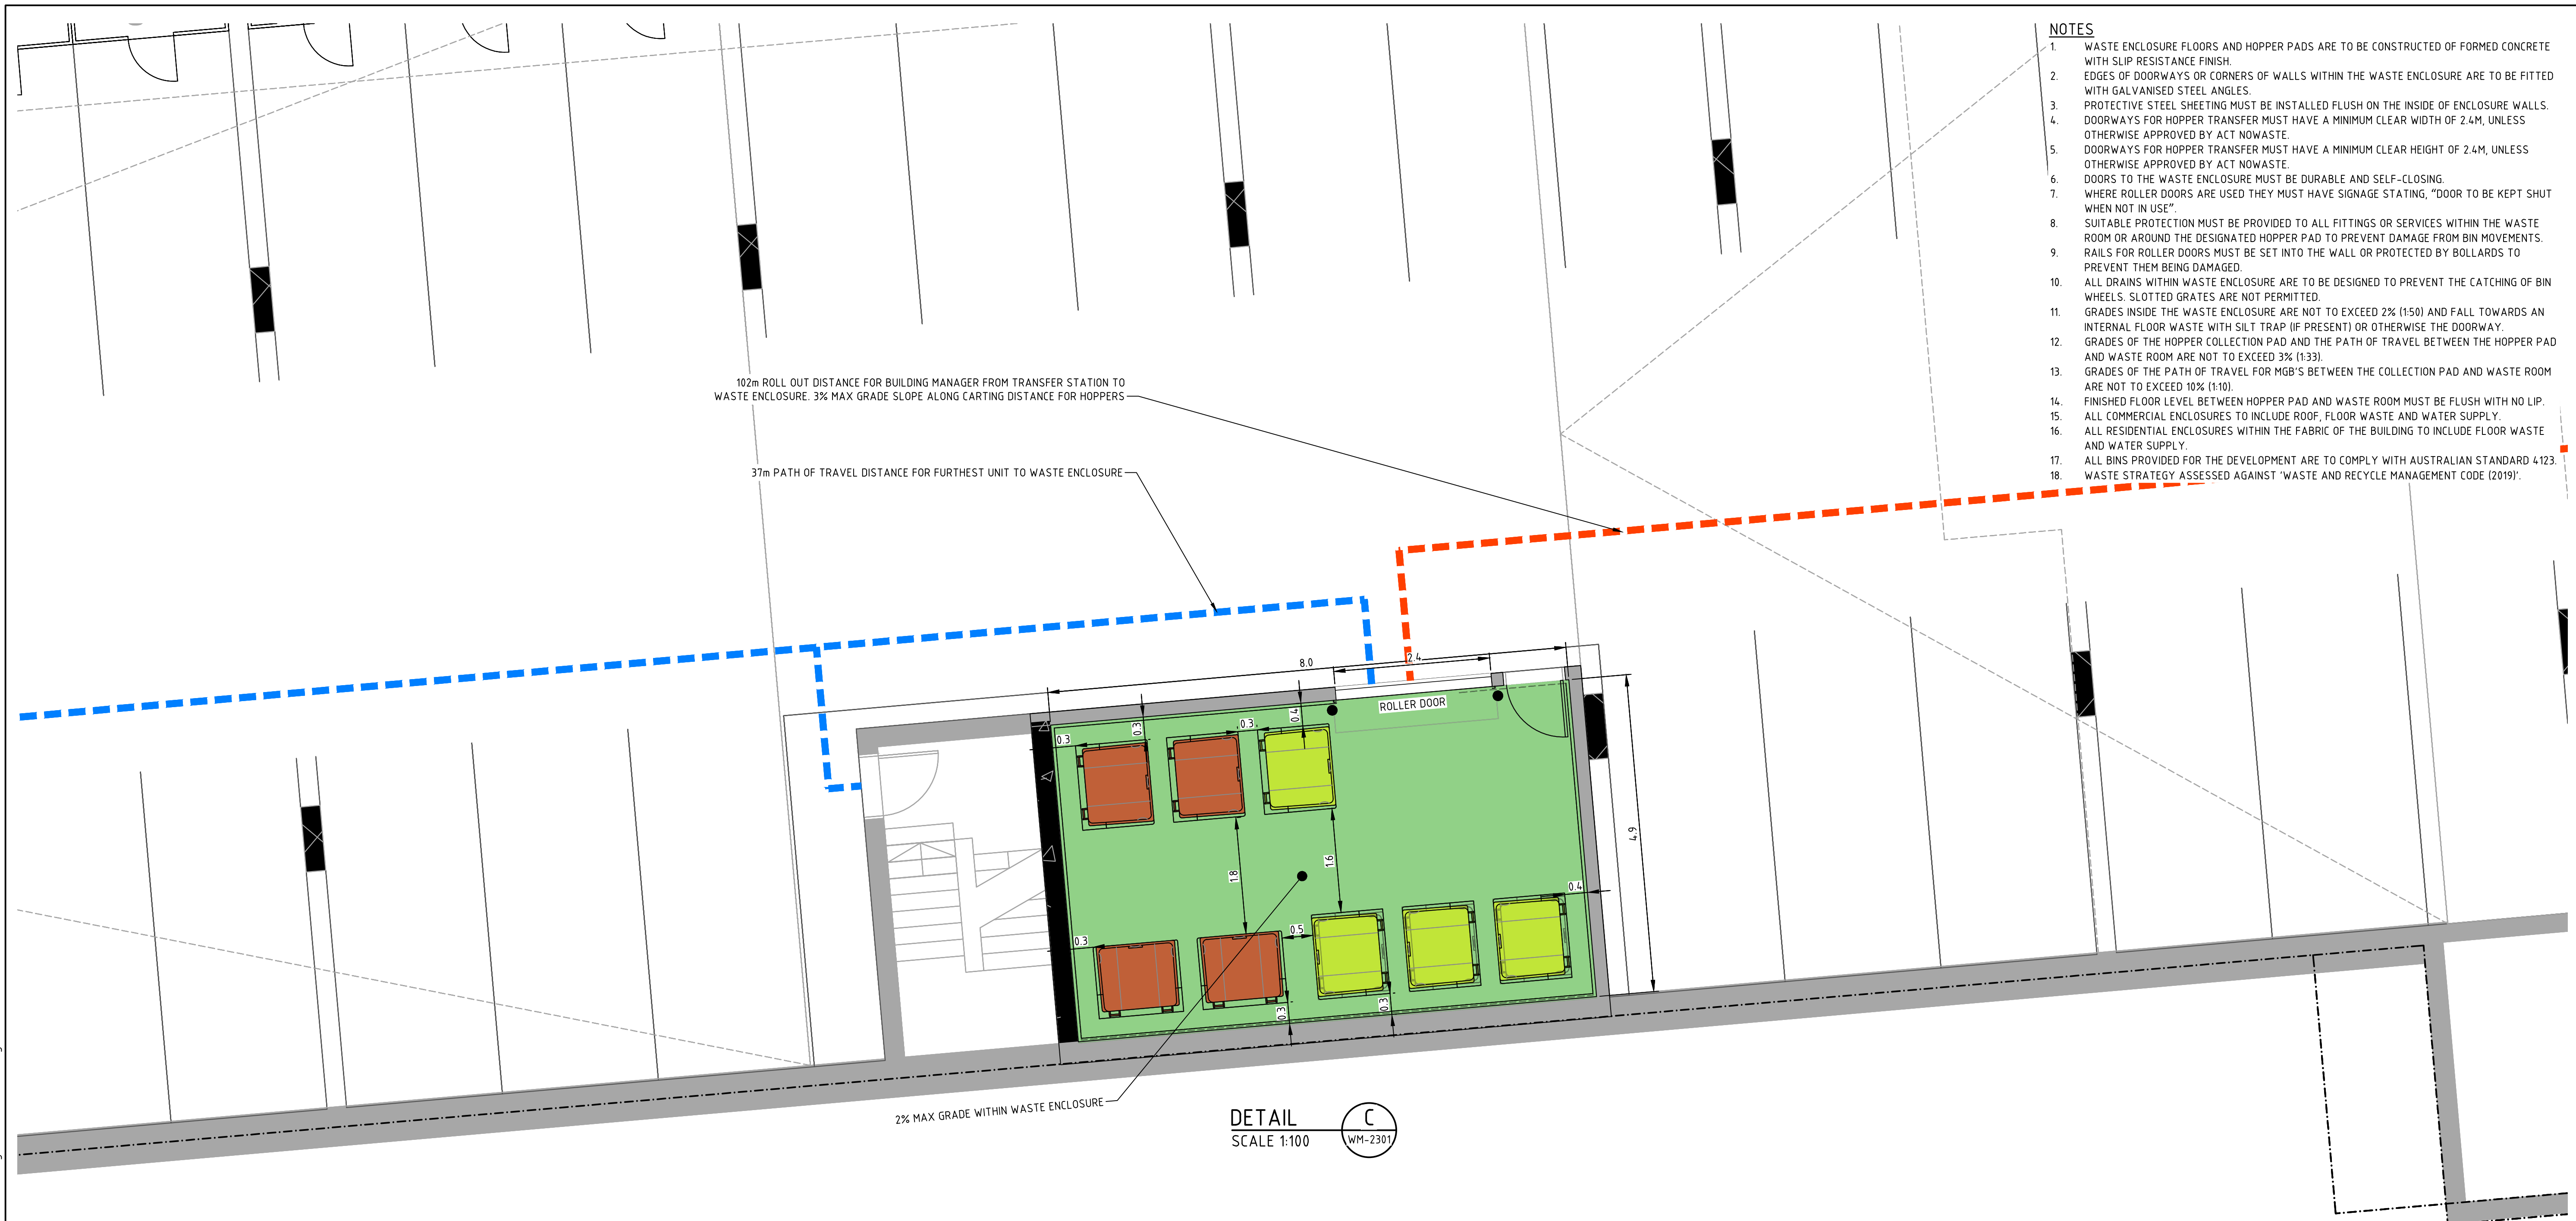 NOTES
1. WASTE ENCLOSURE FLOORS AND HOPPER PADS ARE TO BE CONSTRUCTED OF FORMED CONCRETE
WITH SLIP RESISTANCE FINISH.
2. EDGES OF DOORWAYS OR CORNERS OF WALLS WITHIN THE WASTE ENCLOSURE ARE TO BE FITTED
WITH GALVANISED STEEL ANGLES.
3. PROTECTIVE STEEL SHEETING MUST BE INSTALLED FLUSH ON THE INSIDE OF ENCLOSURE WALLS.
4. DOORWAYS FOR HOPPER TRANSFER MUST HAVE A MINIMUM CLEAR WIDTH OF 2.4M, UNLESS
OTHERWISE APPROVED BY ACT NOWASTE.
5. DOORWAYS FOR HOPPER TRANSFER MUST HAVE A MINIMUM CLEAR HEIGHT OF 2.4M, UNLESS
OTHERWISE APPROVED BY ACT NOWASTE.
6. DOORS TO THE WASTE ENCLOSURE MUST BE DURABLE AND SELF-CLOSING.
7. WHERE ROLLER DOORS ARE USED THEY MUST HAVE SIGNAGE STATING, "DOOR TO BE KEPT SHUT
WHEN NOT IN USE".
8. SUITABLE PROTECTION MUST BE PROVIDED TO ALL FITTINGS OR SERVICES WITHIN THE WASTE
ROOM OR AROUND THE DESIGNATED HOPPER PAD TO PREVENT DAMAGE FROM BIN MOVEMENTS.
9. RAILS FOR ROLLER DOORS MUST BE SET INTO THE WALL OR PROTECTED BY BOLLARDS TO
PREVENT THEM BEING DAMAGED.
10. ALL DRAINS WITHIN WASTE ENCLOSURE ARE TO BE DESIGNED TO PREVENT THE CATCHING OF BIN
WHEELS. SLOTTED GRATES ARE NOT PERMITTED.
11. GRADES INSIDE THE WASTE ENCLOSURE ARE NOT TO EXCEED 2% (1:50) AND FALL TOWARDS AN
INTERNAL FLOOR WASTE WITH SILT TRAP (IF PRESENT) OR OTHERWISE THE DOORWAY.
12. GRADES OF THE HOPPER COLLECTION PAD AND THE PATH OF TRAVEL BETWEEN THE HOPPER PAD
AND WASTE ROOM ARE NOT TO EXCEED 3% (1:33).
13. GRADES OF THE PATH OF TRAVEL FOR MGB'S BETWEEN THE COLLECTION PAD AND WASTE ROOM
ARE NOT TO EXCEED 10% (1:10).
14. FINISHED FLOOR LEVEL BETWEEN HOPPER PAD AND WASTE ROOM MUST BE FLUSH WITH NO LIP.
15. ALL COMMERCIAL ENCLOSURES TO INCLUDE ROOF, FLOOR WASTE AND WATER SUPPLY.
16. ALL RESIDENTIAL ENCLOSURES WITHIN THE FABRIC OF THE BUILDING TO INCLUDE FLOOR WASTE
AND WATER SUPPLY.
17. ALL BINS PROVIDED FOR THE DEVELOPMENT ARE TO COMPLY WITH AUSTRALIAN STANDARD 4123.
18. WASTE STRATEGY ASSESSED AGAINST 'WASTE AND RECYCLE MANAGEMENT CODE (2019)'.
102m ROLL OUT DISTANCE FOR BUILDING MANAGER FROM TRANSFER STATION TO
WASTE ENCLOSURE. 3% MAX GRADE SLOPE ALONG CARTING DISTANCE FOR HOPPERS
37m PATH OF TRAVEL DISTANCE FOR FURTHEST UNIT TO WASTE ENCLOSURE
8.0
2.4
ROLLER DOOR
0.3
0.3
0.3
0.4
4.9
1.8
1.6
0.4
0.3
0.5
0.3
0.3
2% MAX GRADE WITHIN WASTE ENCLOSURE
DETAIL
SCALE 1:100
C
WM-2301